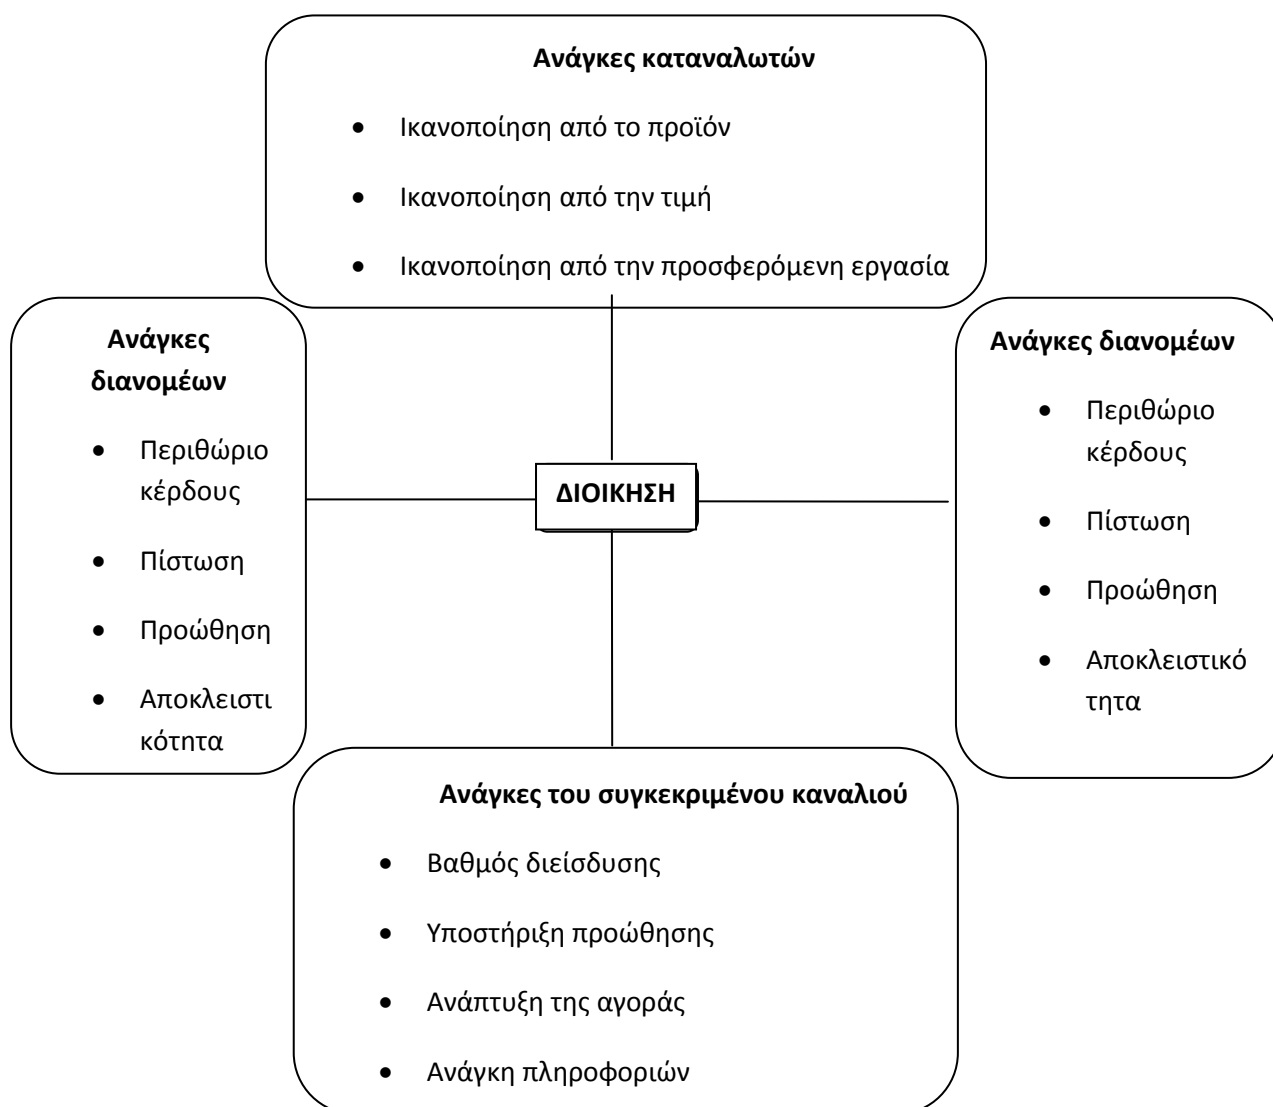 Ανάγκες καταναλωτών
• Ικανοποίηση από το προϊόν
• Ικανοποίηση από την τιμή
• Ικανοποίηση από την προσφερόμενη εργασία
Ανάγκες
διανομέων
• Περιθώριο
κέρδους
• Πίστωση
• Προώθηση
• Αποκλειστι
κότητα
ΔΙΟΙΚΗΣΗ
Ανάγκες διανομέων
• Περιθώριο
κέρδους
• Πίστωση
• Προώθηση
• Αποκλειστικό
τητα
Ανάγκες του συγκεκριμένου καναλιού
• Βαθμός διείσδυσης
• Υποστήριξη προώθησης
• Ανάπτυξη της αγοράς
• Ανάγκη πληροφοριών